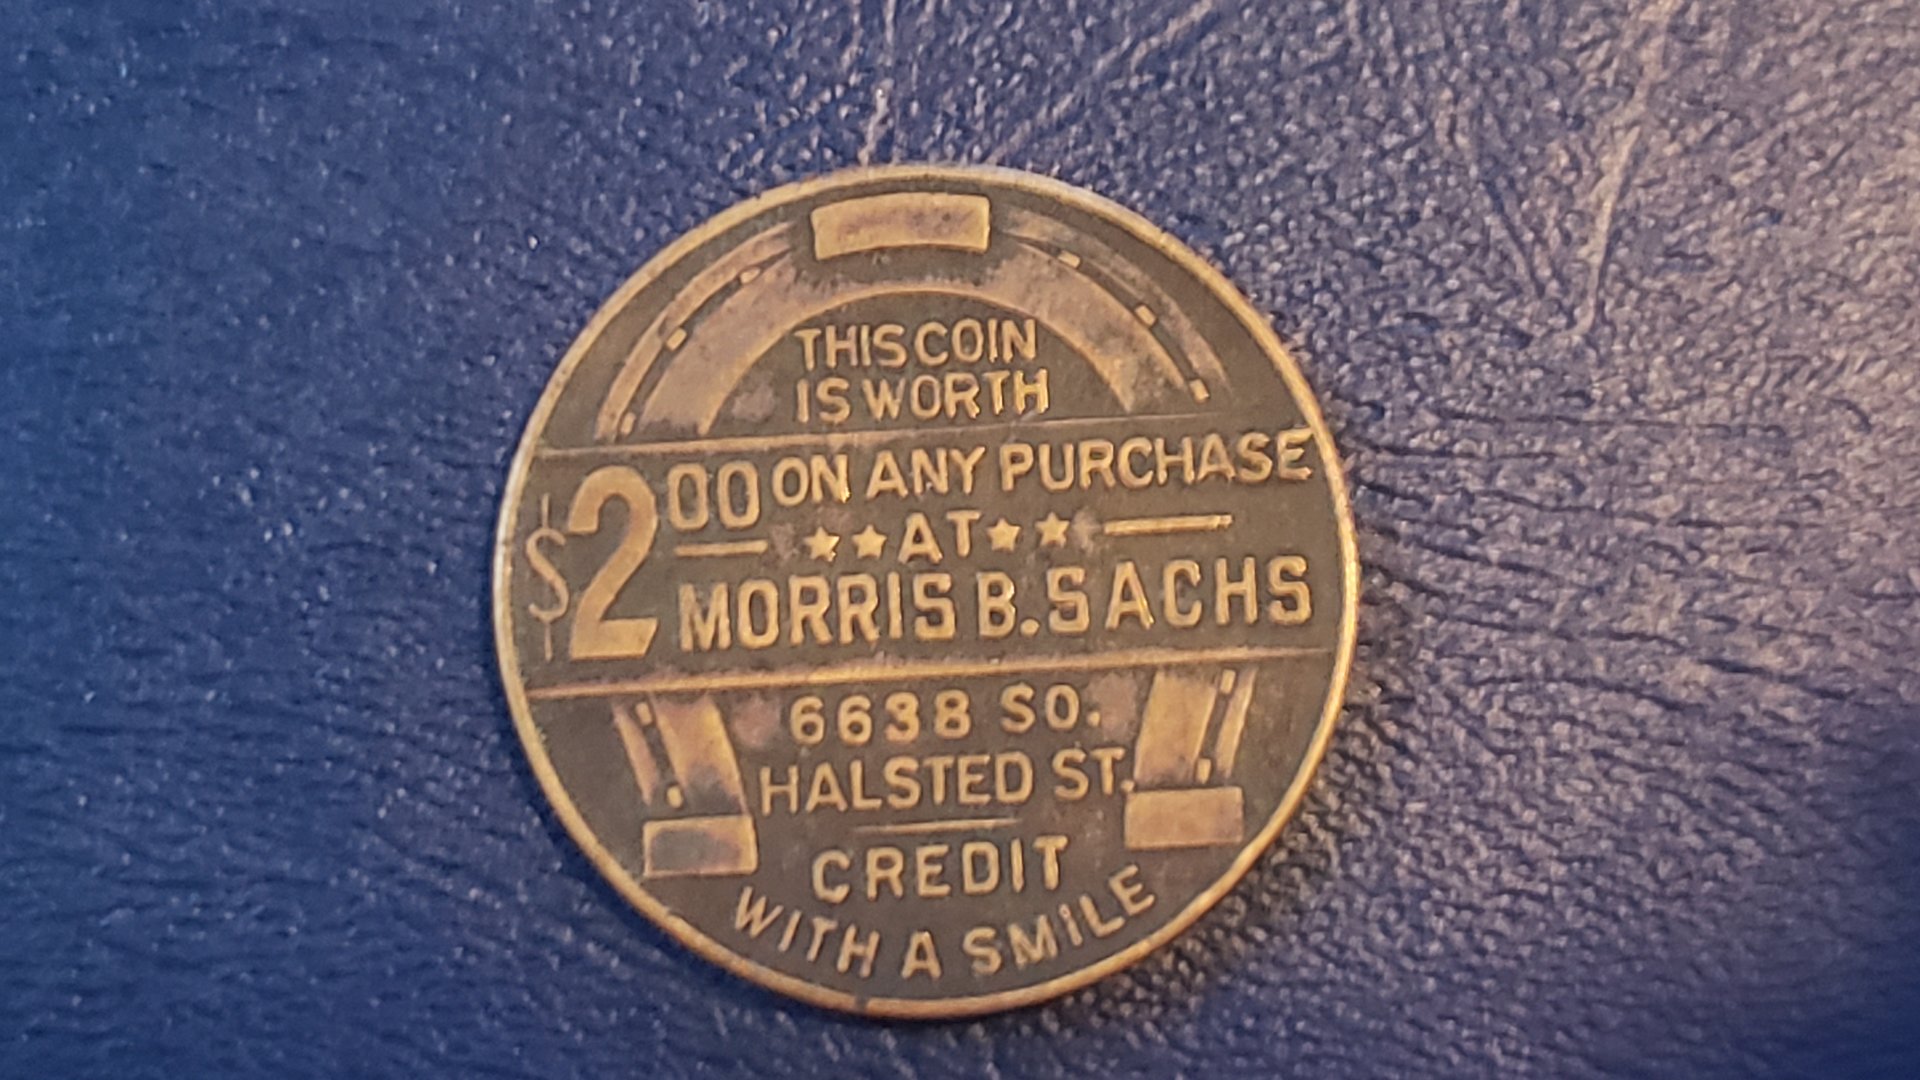 THIS COIN
IS WORTH
$2.00 ON ANY PURCHASE
AT
MORRIS B. SACHS
6638 SO.
HALSTED ST.
CREDIT
WITH A SMILE